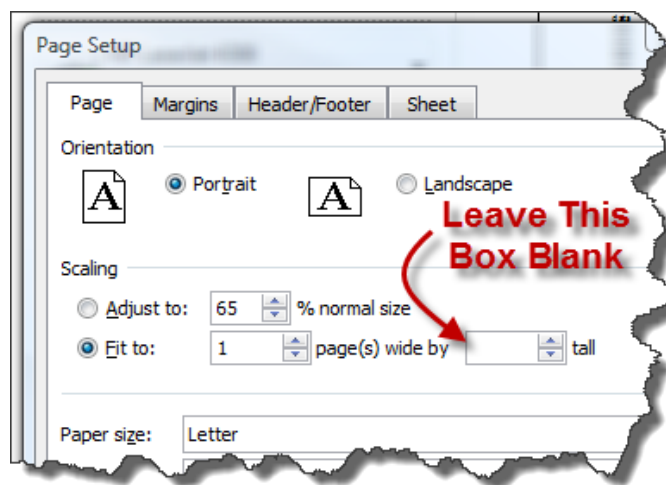 Page Setup
Page Margins Header/Footer Sheet
Orientation
A Portrait A Landscape
Leave This
Box Blank
Scaling
Adjust to: 65 % normal size
Fit to: 1 page(s) wide by tall
Paper size: Letter